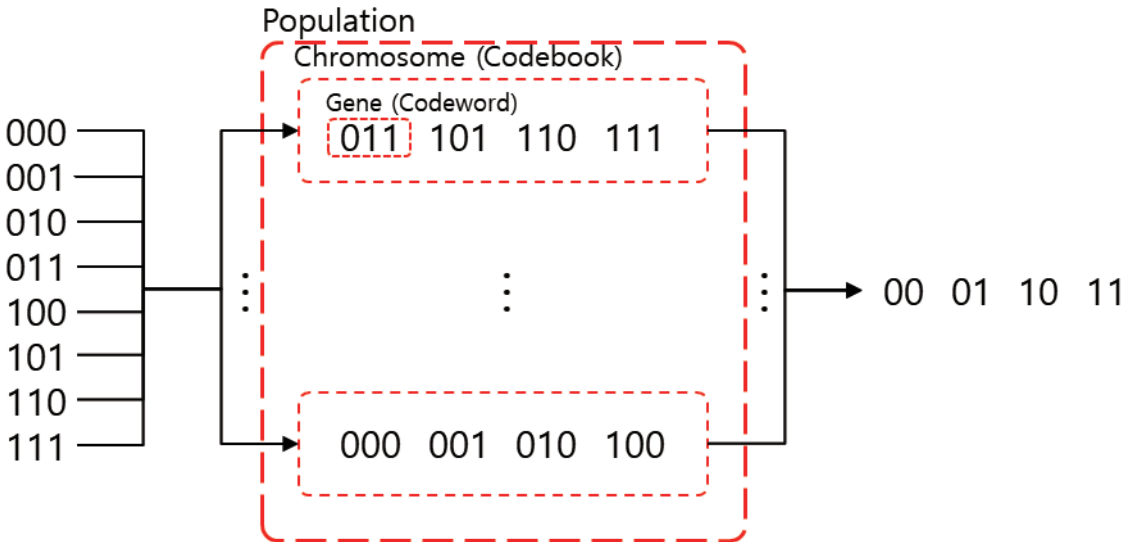 Population
Chromosome (Codebook)
Gene (Codeword)
011 101 110 111
000
001
010
011
100
101
110
111
⋮ ⋮ ⋮
00 01 10 11
000 001 010 100